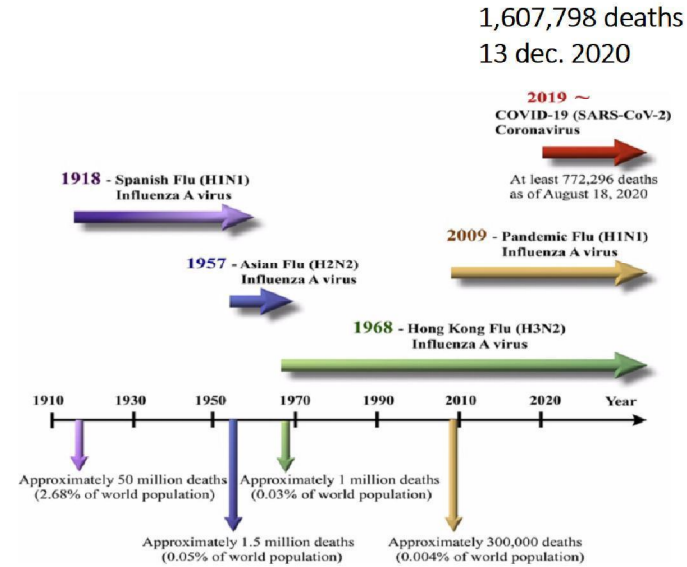 1,607,798 deaths
13 dec. 2020
2019 ~
COVID-19 (SARS-CoV-2)
Coronavirus
At least 772,296 deaths
as of August 18, 2020
1918 - Spanish Flu (H1N1)
Influenza A virus
2009 - Pandemic Flu (H1N1)
Influenza A virus
1957 - Asian Flu (H2N2)
Influenza A virus
1968 - Hong Kong Flu (H3N2)
Influenza A virus
1910 1930 1950 1970 1990 2010 2020 Year
Approximately 50 million deaths
(2.68% of world population)
Approximately 1 million deaths
(0.03% of world population)
Approximately 1.5 million deaths
(0.05% of world population)
Approximately 300,000 deaths
(0.004% of world population)